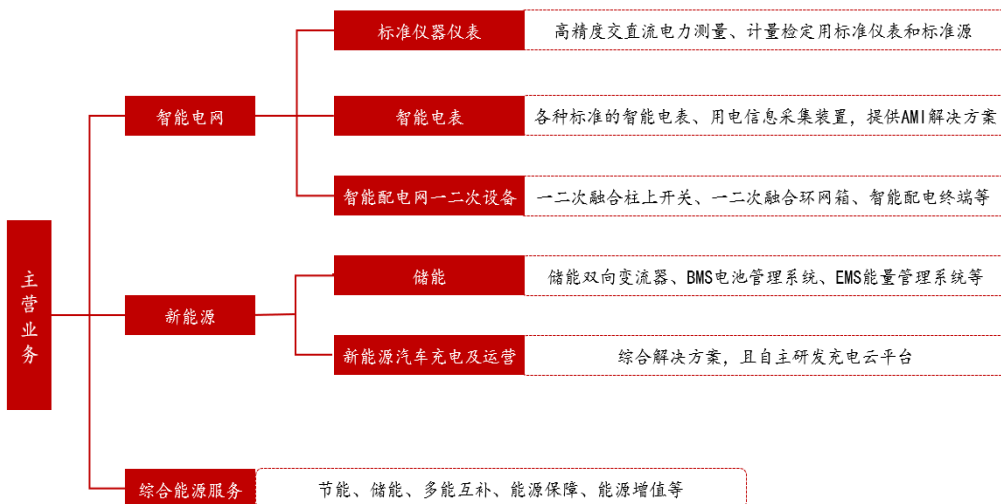 主营业务
智能电网
标准仪器仪表
高精度交直流电力测量、计量检定用标准仪表和标准源
智能电表
各种标准的智能电表、用电信息采集装置，提供AMI解决方案
智能配电网一二次设备
一二次融合柱上开关、一二次融合环网箱、智能配电终端等
新能源
储能
储能双向变流器、BMS电池管理系统、EMS能量管理系统等
新能源汽车充电及运营
综合解决方案，且自主研发充电云平台
综合能源服务
节能、储能、多能互补、能源保障、能源增值等